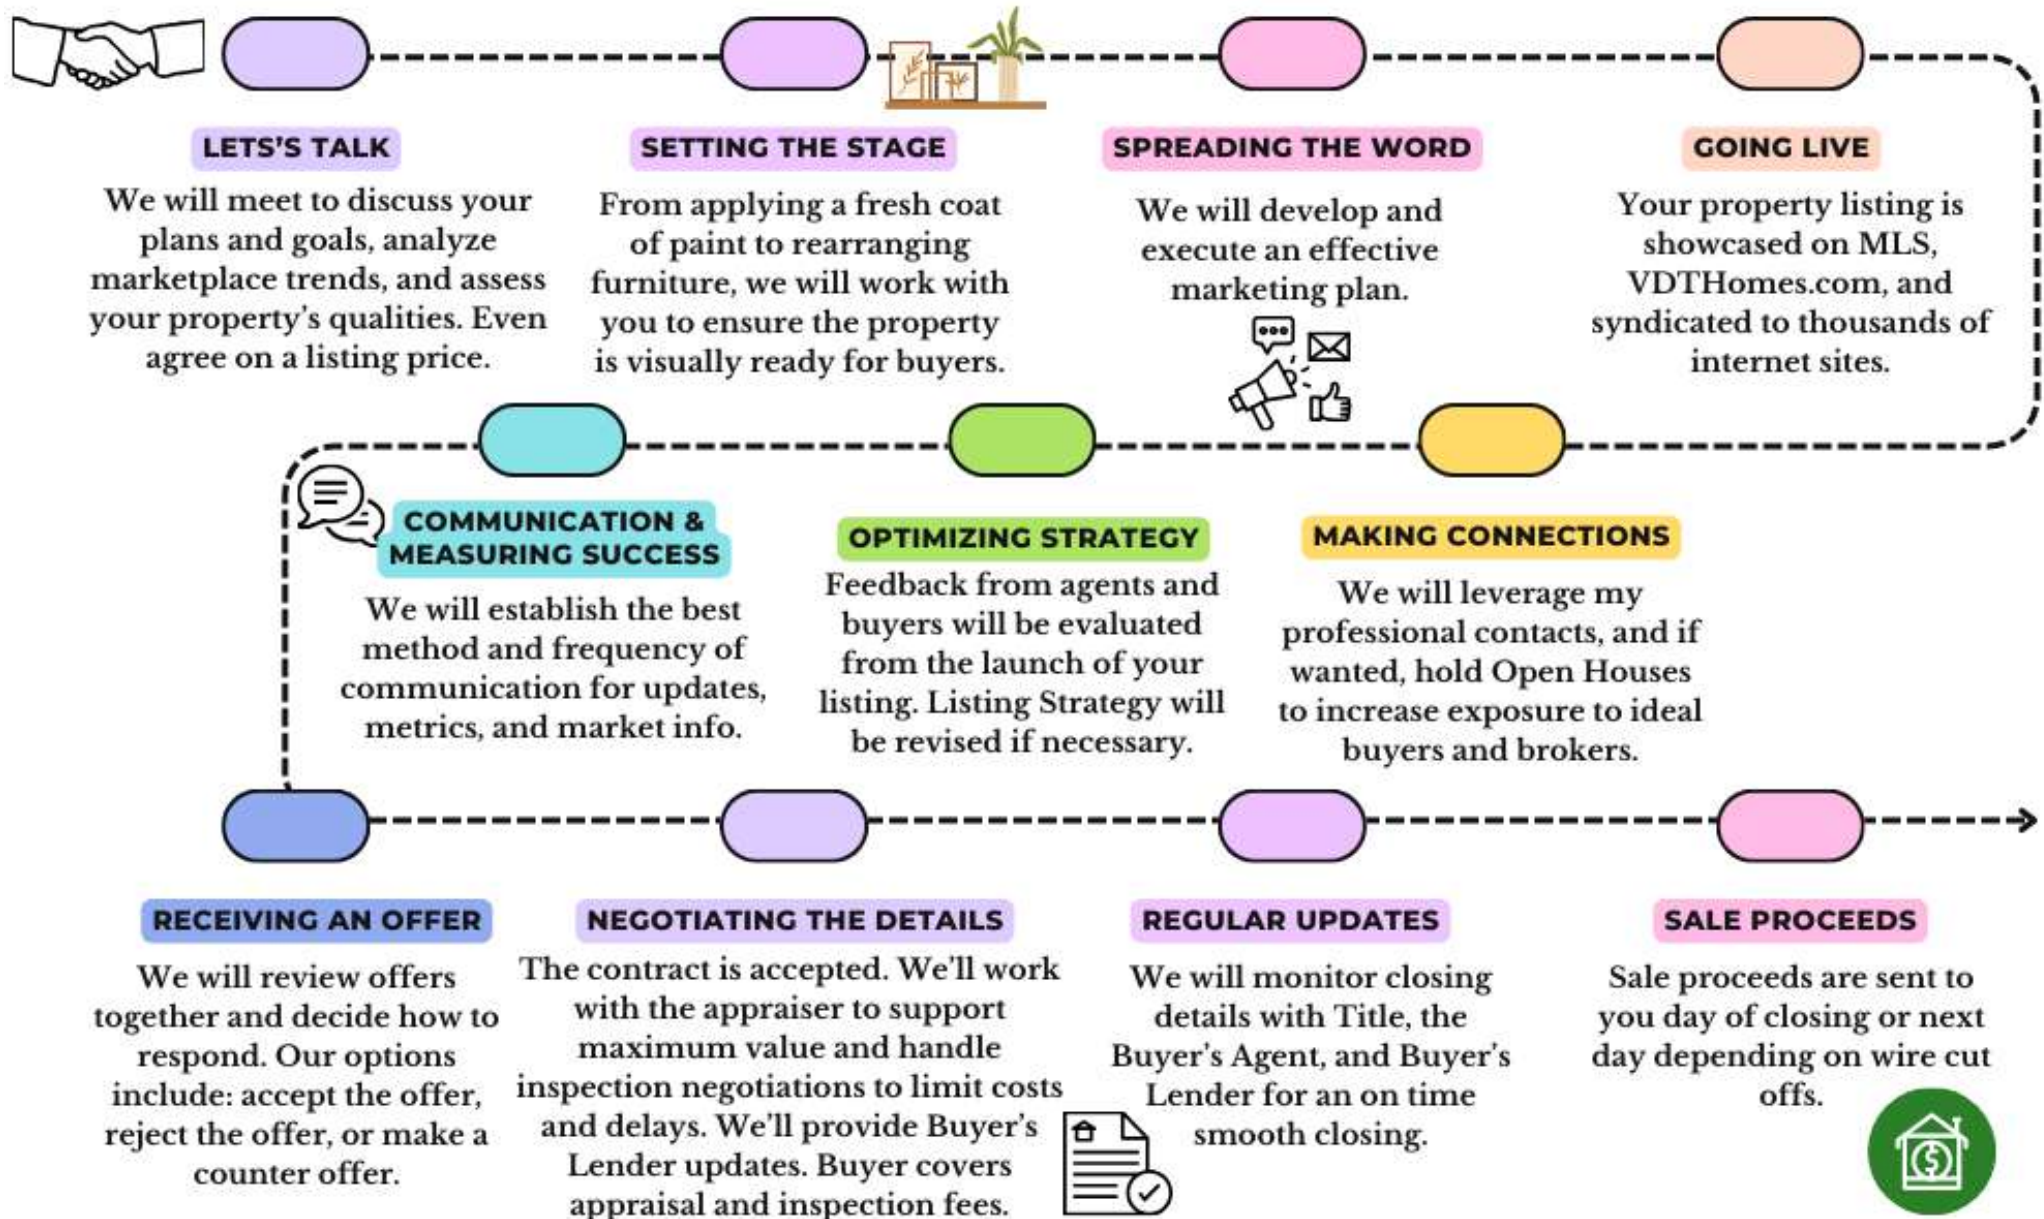 LETS'S TALK
We will meet to discuss your
plans and goals, analyze
marketplace trends, and assess
your property's qualities. Even
agree on a listing price.
SETTING THE STAGE
From applying a fresh coat
of paint to rearranging
furniture, we will work with
you to ensure the property
is visually ready for buyers.
SPREADING THE WORD
We will develop and
execute an effective
marketing plan.
GOING LIVE
Your property listing is
showcased on MLS,
VDTHomes.com, and
syndicated to thousands of
internet sites.
MAKING CONNECTIONS
We will leverage my
professional contacts, and if
wanted, hold Open Houses
to increase exposure to ideal
buyers and brokers.
OPTIMIZING STRATEGY
Feedback from agents and
buyers will be evaluated
from the launch of your
listing. Listing Strategy will
be revised if necessary.
COMMUNICATION &
MEASURING SUCCESS
We will establish the best
method and frequency of
communication for updates,
metrics, and market info.
RECEIVING AN OFFER
We will review offers
together and decide how to
respond. Our options
include: accept the offer,
reject the offer, or make a
counter offer.
NEGOTIATING THE DETAILS
The contract is accepted. We'll work
with the appraiser to support
maximum value and handle
inspection negotiations to limit costs
and delays. We'll provide Buyer's
Lender updates. Buyer covers
appraisal and inspection fees.
REGULAR UPDATES
We will monitor closing
details with Title, the
Buyer's Agent, and Buyer's
Lender for an on time
smooth closing.
SALE PROCEEDS
Sale proceeds are sent to
you day of closing or next
day depending on wire cut
offs.
$